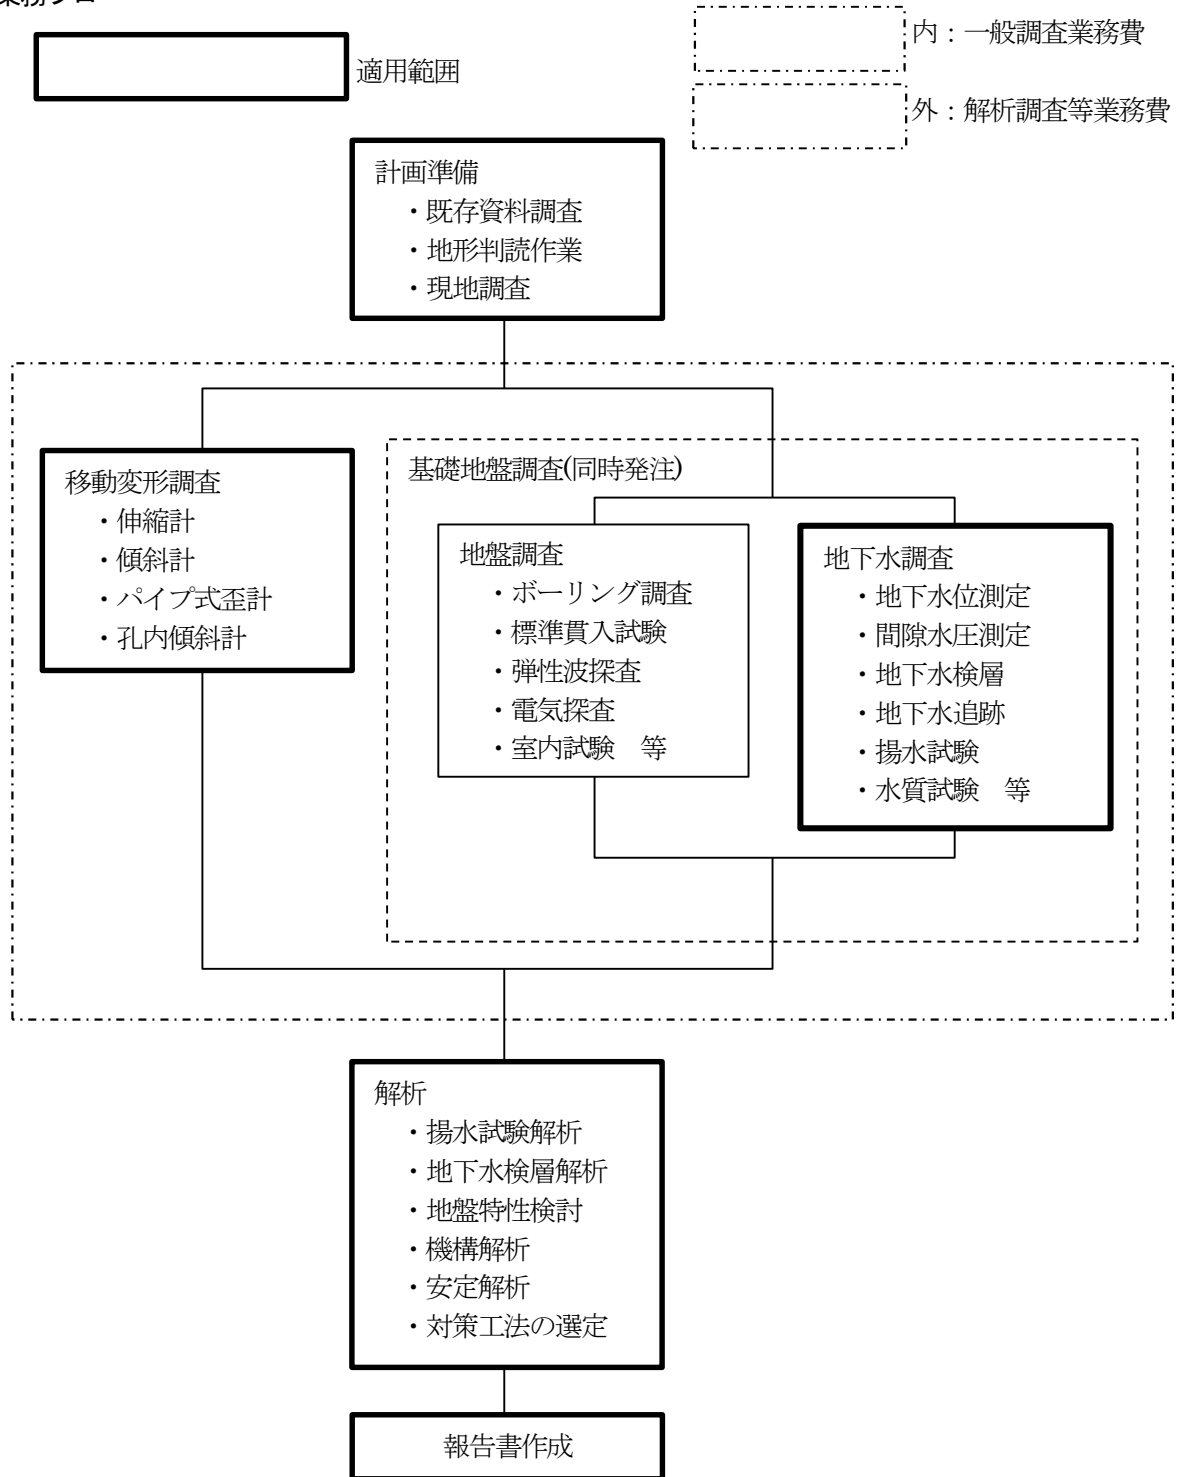 適用範囲
内：一般調査業務費
外：解析調査等業務費
計画準備
・既存資料調査
・地形判読作業
・現地調査
移動変形調査
・伸縮計
・傾斜計
・パイプ式歪計
・孔内傾斜計
基礎地盤調査(同時発注)
地盤調査
・ボーリング調査
・標準貫入試験
・弾性波探査
・電気探査
・室内試験　等
地下水調査
・地下水位測定
・間隙水圧測定
・地下水検層
・地下水追跡
・揚水試験
・水質試験　等
解析
・揚水試験解析
・地下水検層解析
・地盤特性検討
・機構解析
・安定解析
・対策工法の選定
報告書作成